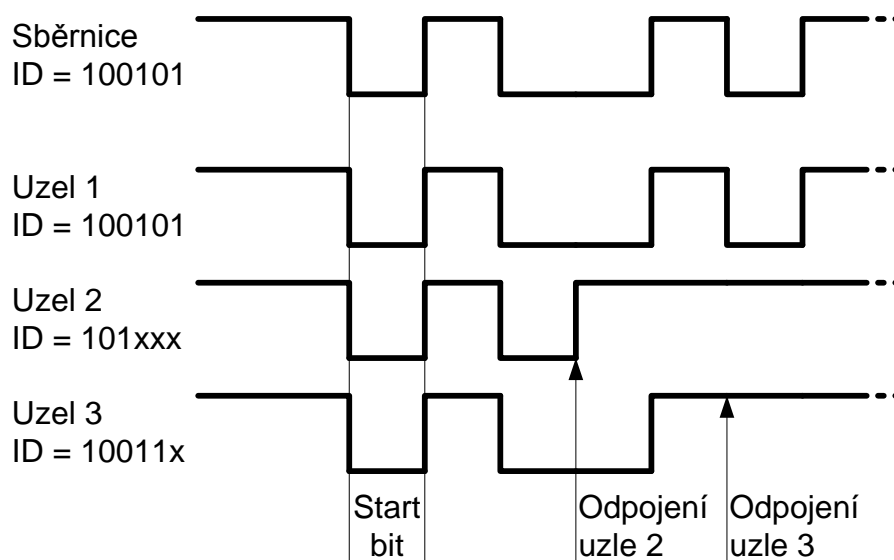 Sběrnice
ID = 100101
Uzel 1
ID = 100101
Uzel 2
ID = 101xxx
Uzel 3
ID = 10011x
Start
bit
Odpojení
uzle 2
Odpojení
uzle 3